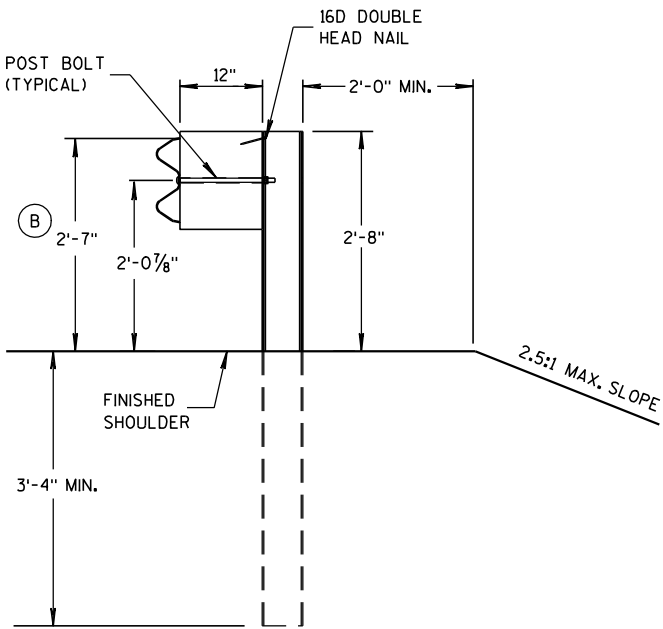 16D DOUBLE
HEAD NAIL
POST BOLT
(TYPICAL)
12"
2'-0" MIN.
B
2'-7"
2'-0⅞"
2'-8"
2.5:1 MAX. SLOPE
FINISHED
SHOULDER
3'-4" MIN.